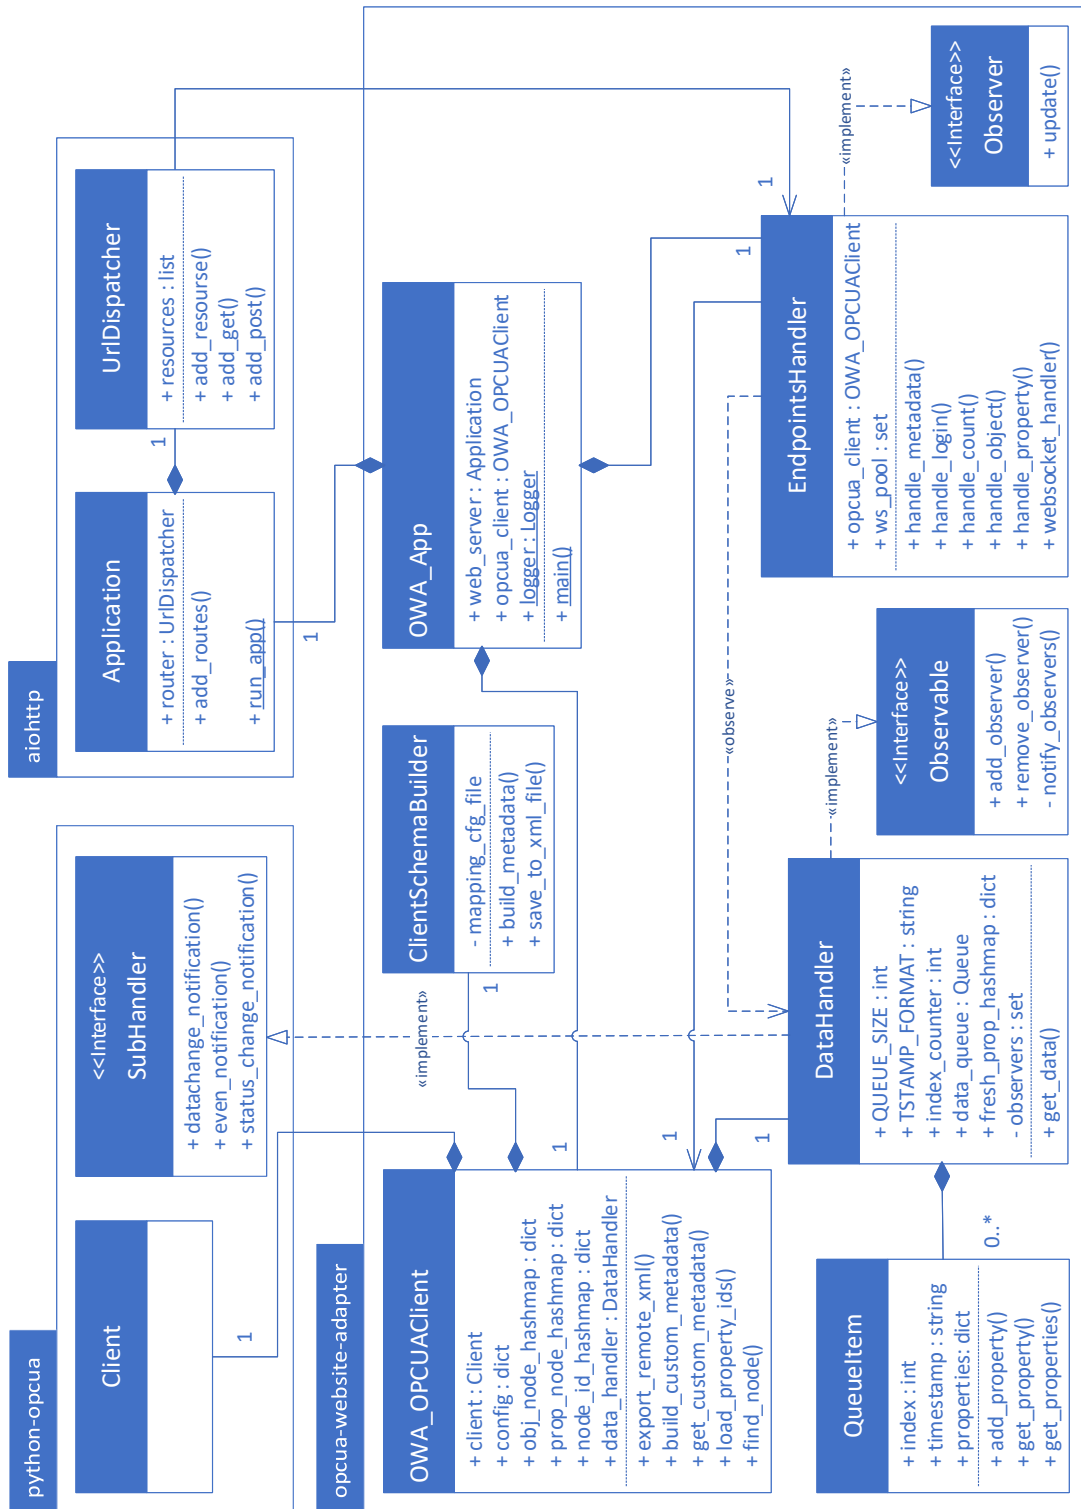 python-opcua
Client
1
<<Interface>>
SubHandler
+ datachange_notification()
+ even_notification()
+ status_change_notification()
aiohttp
Application
+ router : UrlDispatcher
+ add_routes()
+ run_app()
1
1
UrlDispatcher
+ resources : list
+ add_resourse()
+ add_get()
+ add_post()
opcua-website-adapter
OWA_OPCUAClient
+ client : Client
+ config : dict
+ obj_node_hashmap : dict
+ prop_node_hashmap : dict
+ node_id_hashmap : dict
+ data_handler : DataHandler
+ export_remote_xml()
+ build_custom_metadata()
+ get_custom_metadata()
+ load_property_ids()
+ find_node()
1
1
1
«implement»
ClientSchemaBuilder
- mapping_cfg_file
+ build_metadata()
+ save_to_xml_file()
1
OWA_App
+ web_server : Application
+ opcua_client : OWA_OPCUAClient
+ logger : Logger
+ main()
«observe»
1
1
QueueItem
+ index : int
+ timestamp : string
+ properties: dict
+ add_property()
+ get_property()
+ get_properties()
0..*
DataHandler
+ QUEUE_SIZE : int
+ TSTAMP_FORMAT : string
+ index_counter : int
+ data_queue : Queue
+ fresh_prop_hashmap : dict
- observers : set
+ get_data()
«implement»
<<Interface>>
Observable
+ add_observer()
+ remove_observer()
- notify_observers()
EndpointsHandler
+ opcua_client : OWA_OPCUAClient
+ ws_pool : set
+ handle_metadata()
+ handle_login()
+ handle_count()
+ handle_object()
+ handle_property()
+ websocket_handler()
«implement»
<<Interface>>
Observer
+ update()